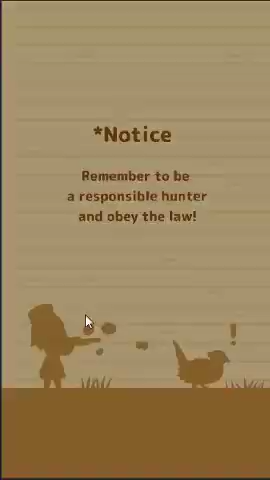 *Notice
Remember to be
a responsible hunter
and obey the law!
!